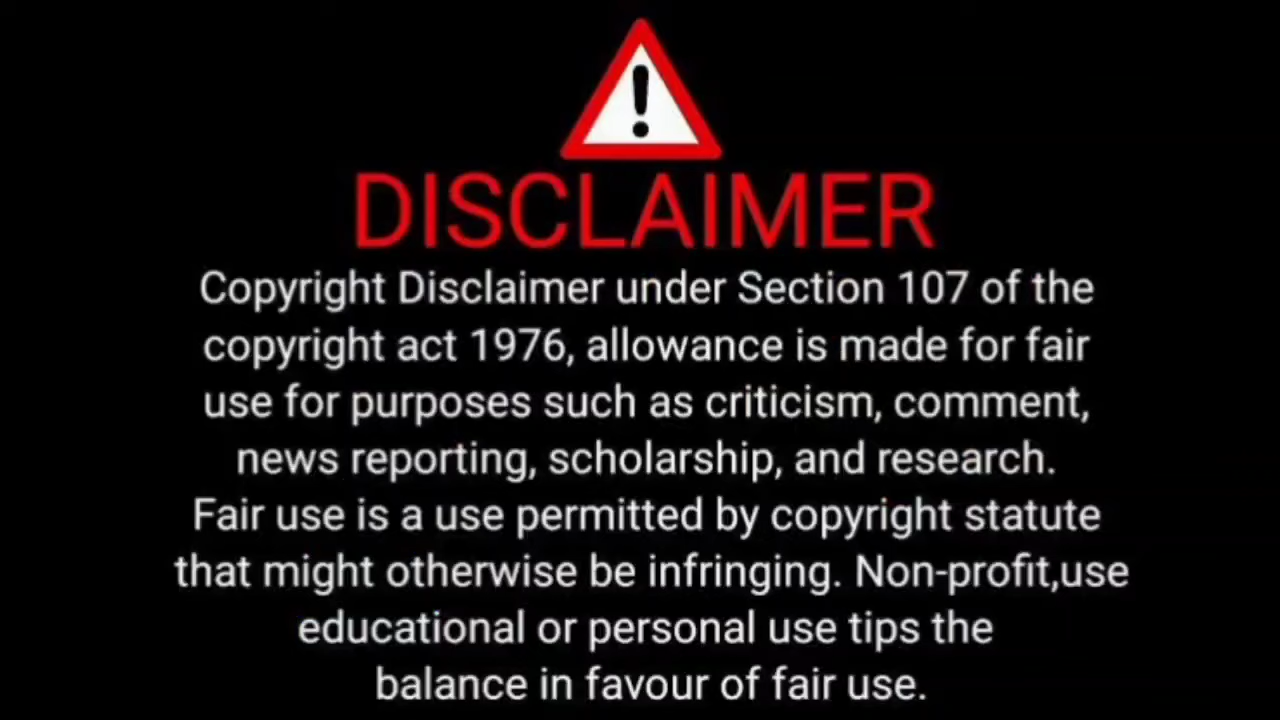 DISCLAIMER
Copyright Disclaimer under Section 107 of the
copyright act 1976, allowance is made for fair
use for purposes such as criticism, comment,
news reporting, scholarship, and research.
Fair use is a use permitted by copyright statute
that might otherwise be infringing. Non-profit,use
educational or personal use tips the
balance in favour of fair use.